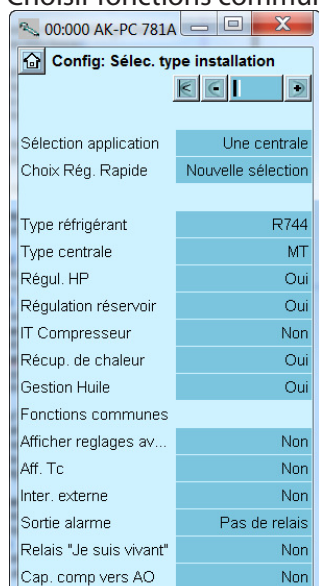 Choisir fonctions commun
00:000 AK-PC 781A
Config: Sélec. type installation
Sélection application Une centrale
Choix Rég. Rapide Nouvelle sélection
Type réfrigérant R744
Type centrale MT
Régul. HP Oui
Régulation réservoir Oui
IT Compresseur Non
Récup. de chaleur Oui
Gestion Huile Oui
Fonctions communes
Afficher reglages av... Non
Aff. Tc Non
Inter. externe Non
Sortie alarme Pas de relais
Relais "Je suis vivant" Non
Cap. comp vers AO Non